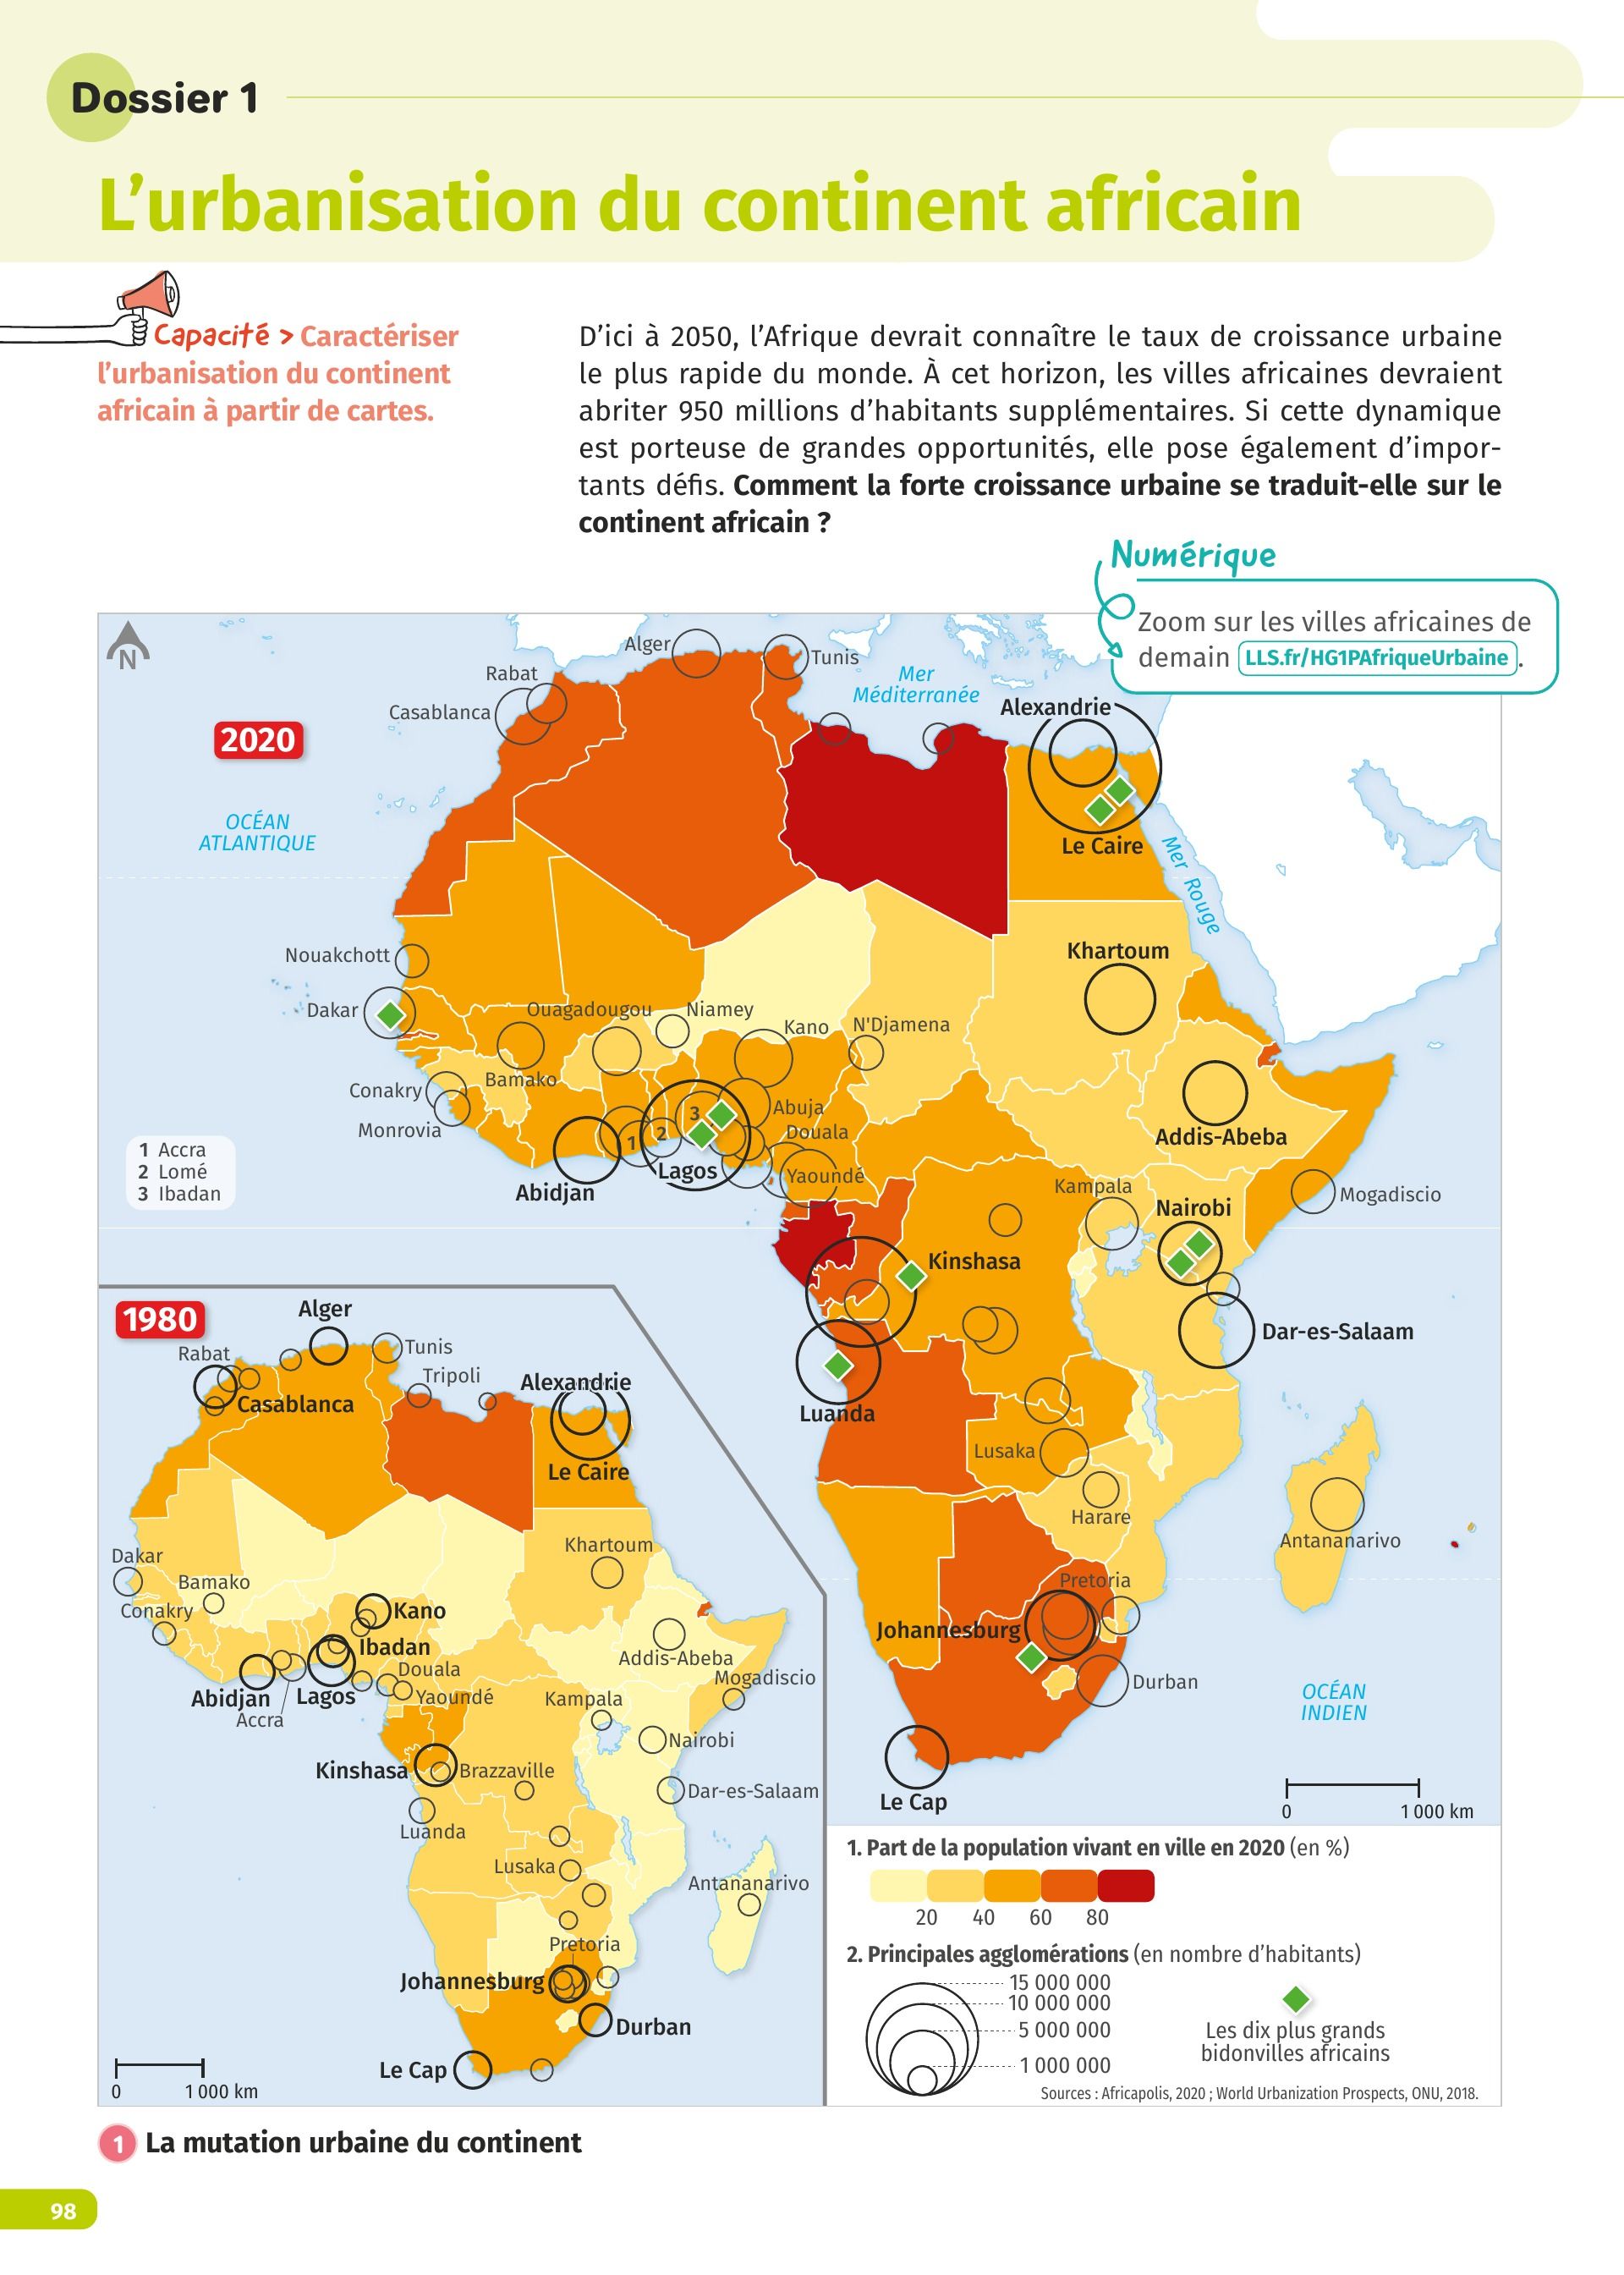 Dossier 1
L'urbanisation du continent africain
Capacité > Caractériser
l'urbanisation du continent
africain à partir de cartes.
D'ici à 2050, l'Afrique devrait connaître le taux de croissance urbaine
le plus rapide du monde. À cet horizon, les villes africaines devraient
abriter 950 millions d'habitants supplémentaires. Si cette dynamique
est porteuse de grandes opportunités, elle pose également d'impor-
tants défis. Comment la forte croissance urbaine se traduit-elle sur le
continent africain ?
Numérique
Zoom sur les villes africaines de
demain LLS.fr/HG1PAfriqueUrbaine .
N
2020
OCÉAN
ATLANTIQUE
Mer
Méditerranée
Mer Rouge
OCÉAN
INDIEN
Alger
Tunis
Rabat
Casablanca
Alexandrie
Le Caire
Nouakchott
Khartoum
Dakar
Ouagadougou
Niamey
Kano
N'Djamena
Bamako
Conakry
Monrovia
Abuja
Douala
Yaoundé
3
2
1
Lagos
Abidjan
1 Accra
2 Lomé
3 Ibadan
Addis-Abeba
Kampala
Nairobi
Mogadiscio
Kinshasa
Dar-es-Salaam
Luanda
Lusaka
Harare
Antananarivo
Pretoria
Johannesburg
Durban
Le Cap
0 1 000 km
1980
Alger
Rabat
Tunis
Tripoli
Casablanca
Alexandrie
Le Caire
Khartoum
Dakar
Bamako
Conakry
Kano
Ibadan
Addis-Abeba
Douala
Mogadiscio
Abidjan
Lagos
Yaoundé
Kampala
Accra
Nairobi
Kinshasa
Brazzaville
Dar-es-Salaam
Luanda
Lusaka
Antananarivo
Pretoria
Johannesburg
Durban
Le Cap
0 1 000 km
1. Part de la population vivant en ville en 2020 (en %)
20 40 60 80
2. Principales agglomérations (en nombre d'habitants)
15 000 000
10 000 000
5 000 000
1 000 000
Les dix plus grands
bidonvilles africains
Sources : Africapolis, 2020 ; World Urbanization Prospects, ONU, 2018.
1 La mutation urbaine du continent
98